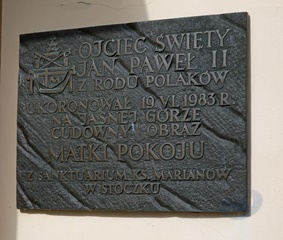 OJCIEC ŚWIĘTY
JAN PAWEŁ II
Z RODU POLAKÓW
UKORONOWAŁ 19.VI.1983 R.
NA JASNEJ GÓRZE
CUDOWNY OBRAZ
MATKI POKOJU
Z SANKTUARIUM KS. MARIANÓW
W STOCZKU